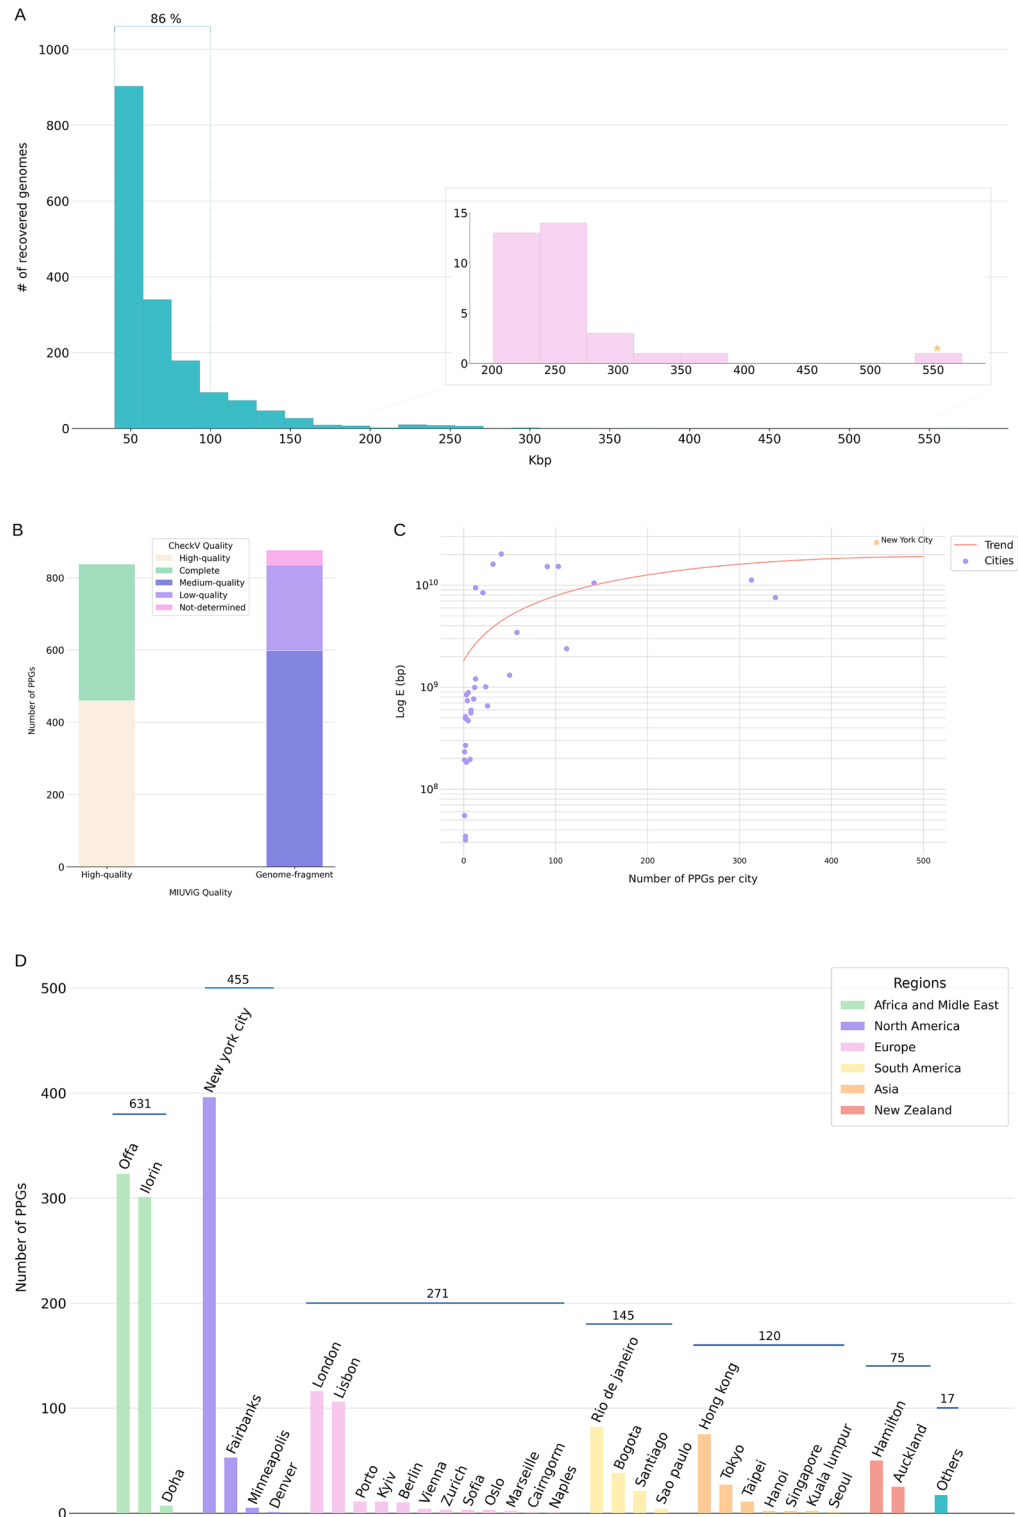 A
86 %
1000
800
600
400
200
0
# of recovered genomes
50 100 150 200 250 300 350 400 450 500 550
Kbp
15
10
5
0
200 250 300 350 400 450 500 550
B
CheckV Quality
High-quality
Complete
Medium-quality
Low-quality
Not-determined
800
600
400
200
0
Number of PPGs
High-quality Genome-fragment
MIUViG Quality
C
New York City
Trend
Cities
10^10
10^9
10^8
Log E (bp)
0 100 200 300 400 500
Number of PPGs per city
D
500
400
300
200
100
0
Number of PPGs
631
455
271
145
120
75
17
Offa
Ilorin
Doha
New york city
Fairbanks
Minneapolis
Denver
London
Lisbon
Porto
Kyiv
Berlin
Vienna
Zurich
Sofia
Oslo
Marseille
Cairngorm
Naples
Rio de janeiro
Bogota
Santiago
Sao paulo
Hong kong
Tokyo
Taipei
Hanoi
Singapore
Kuala lumpur
Seoul
Hamilton
Auckland
Others
Regions
Africa and Midle East
North America
Europe
South America
Asia
New Zealand